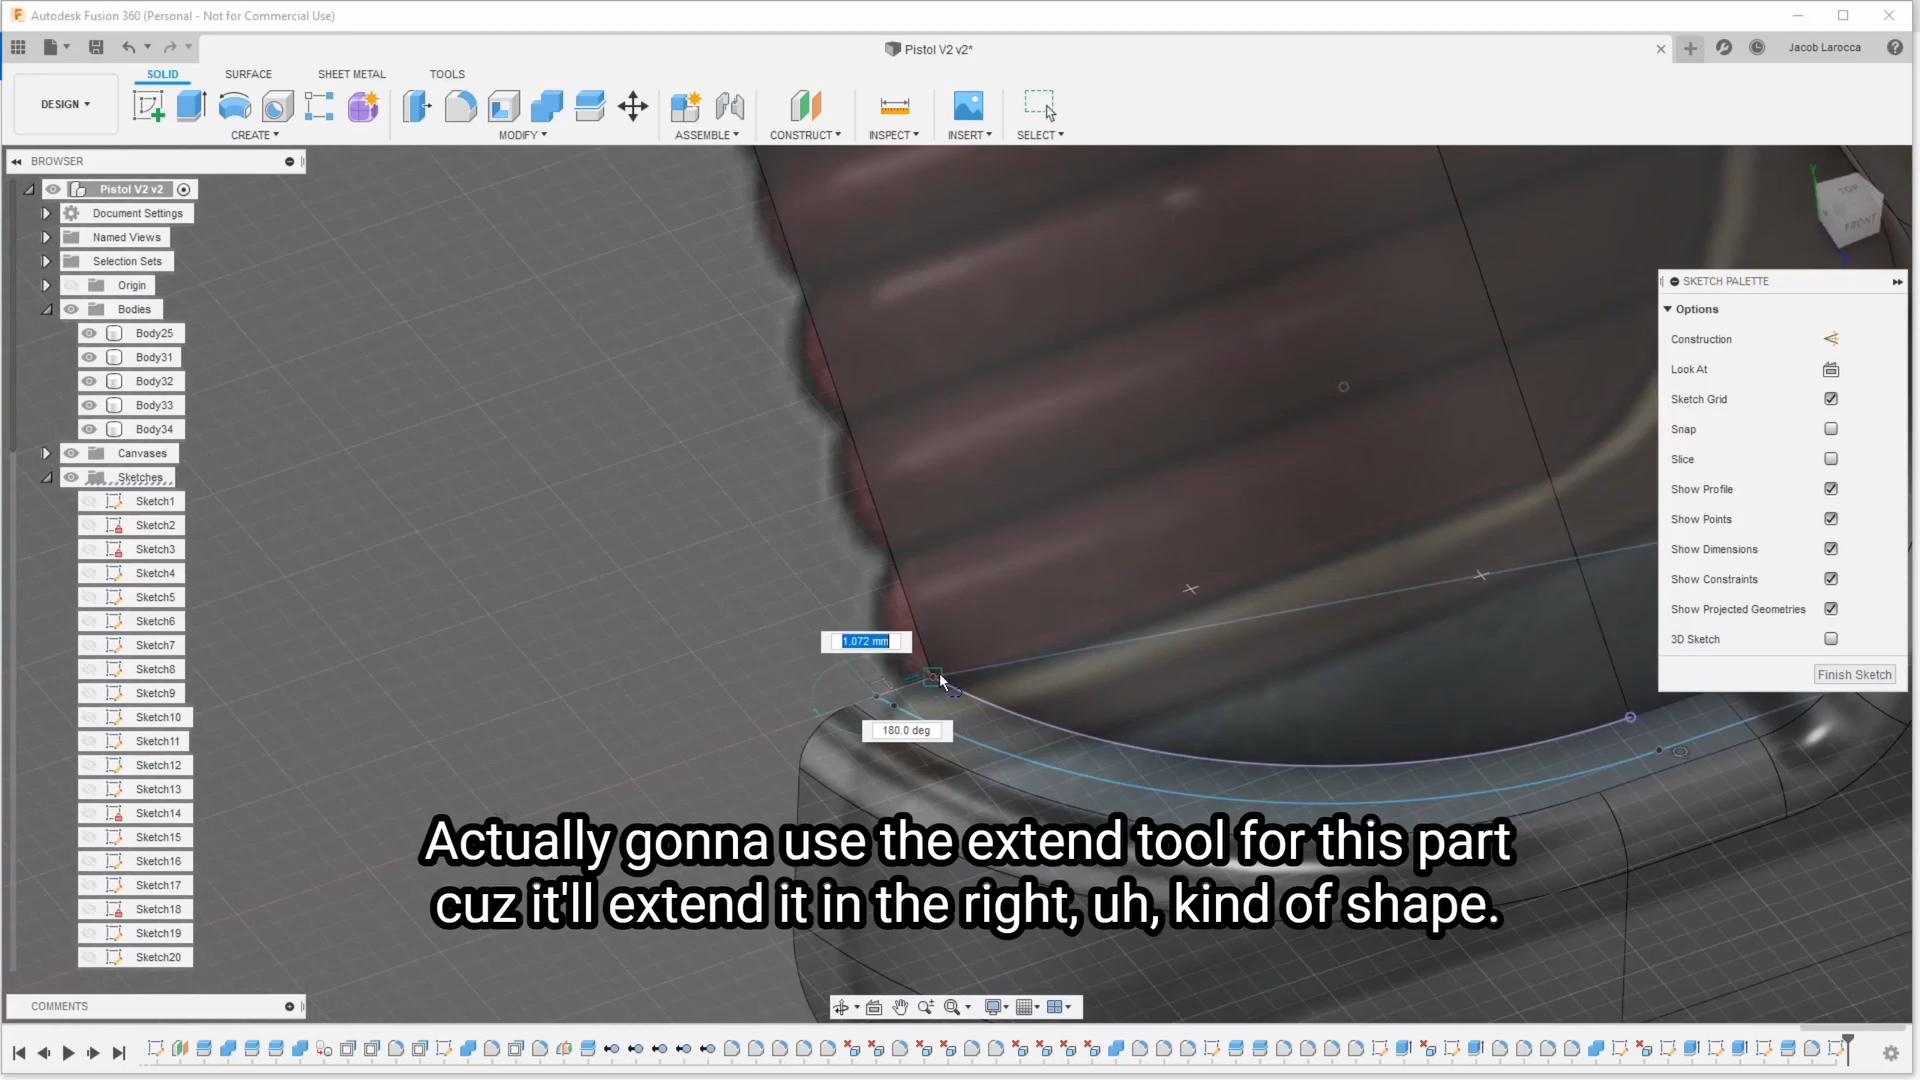 Autodesk Fusion 360 (Personal - Not for Commercial Use)
Pistol V2 v2*
Jacob Larocca
DESIGN
SOLID
SURFACE
SHEET METAL
TOOLS
CREATE
MODIFY
ASSEMBLE
CONSTRUCT
INSPECT
INSERT
SELECT
BROWSER
Pistol V2 v2
Document Settings
Named Views
Selection Sets
Origin
Bodies
Body25
Body31
Body32
Body33
Body34
Canvases
Sketches
Sketch1
Sketch2
Sketch3
Sketch4
Sketch5
Sketch6
Sketch7
Sketch8
Sketch9
Sketch10
Sketch11
Sketch12
Sketch13
Sketch14
Sketch15
Sketch16
Sketch17
Sketch18
Sketch19
Sketch20
COMMENTS
TOP
FRONT
SKETCH PALETTE
Options
Construction
Look At
Sketch Grid
Snap
Slice
Show Profile
Show Points
Show Dimensions
Show Constraints
Show Projected Geometries
3D Sketch
Finish Sketch
1.072 mm
180.0 deg
Actually gonna use the extend tool for this part
cuz it'll extend it in the right, uh, kind of shape.